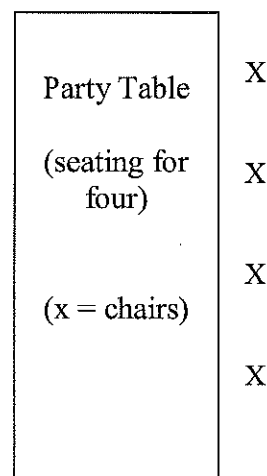 Party Table
X
(seating for
four)
X
X
(x = chairs)
X